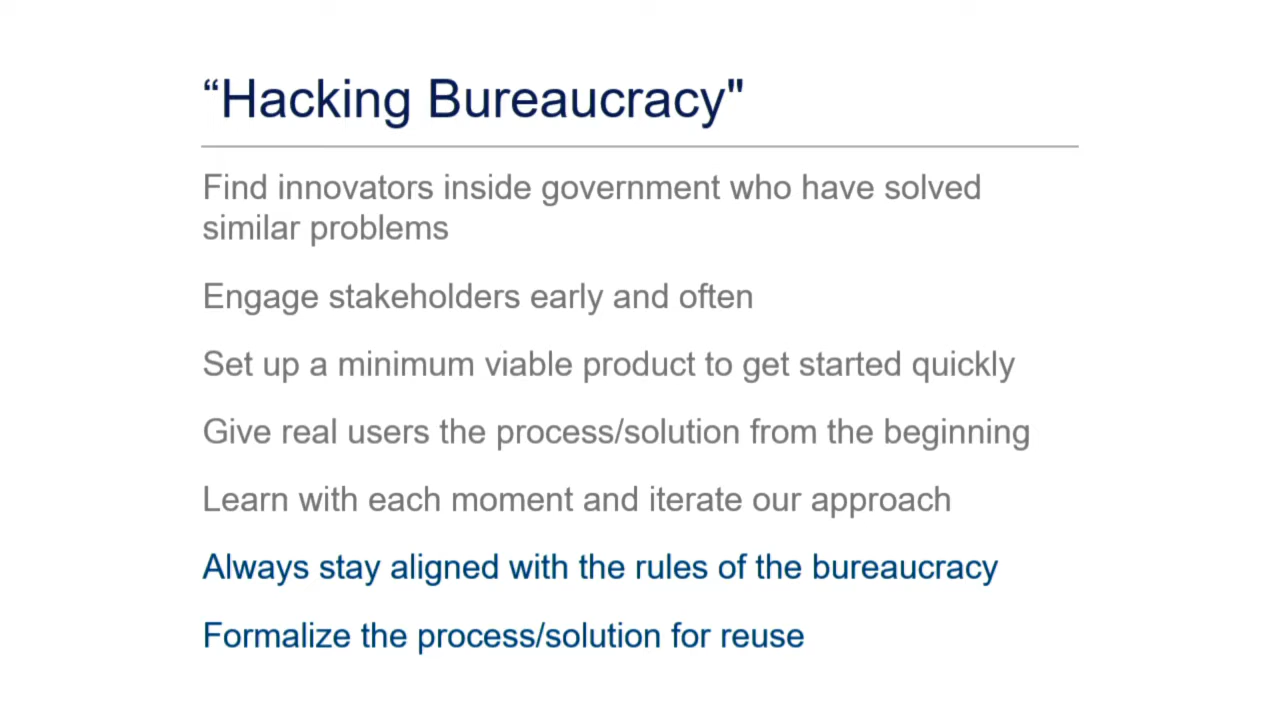 “Hacking Bureaucracy"
Find innovators inside government who have solved
similar problems
Engage stakeholders early and often
Set up a minimum viable product to get started quickly
Give real users the process/solution from the beginning
Learn with each moment and iterate our approach
Always stay aligned with the rules of the bureaucracy
Formalize the process/solution for reuse